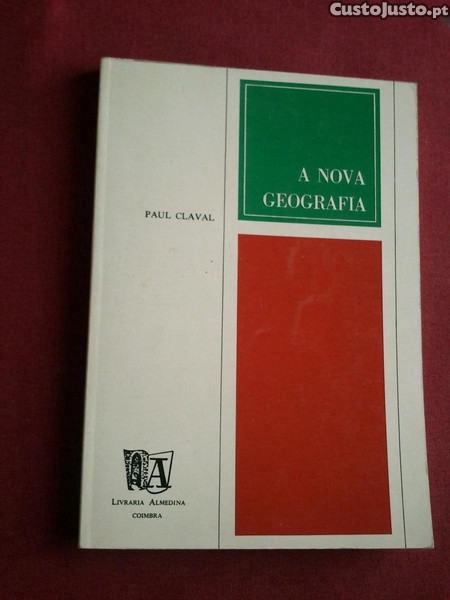 CustoJusto.pt
A NOVA
GEOGRAFIA
PAUL CLAVAL
A
LIVRARIA ALMEDINA
COIMBRA